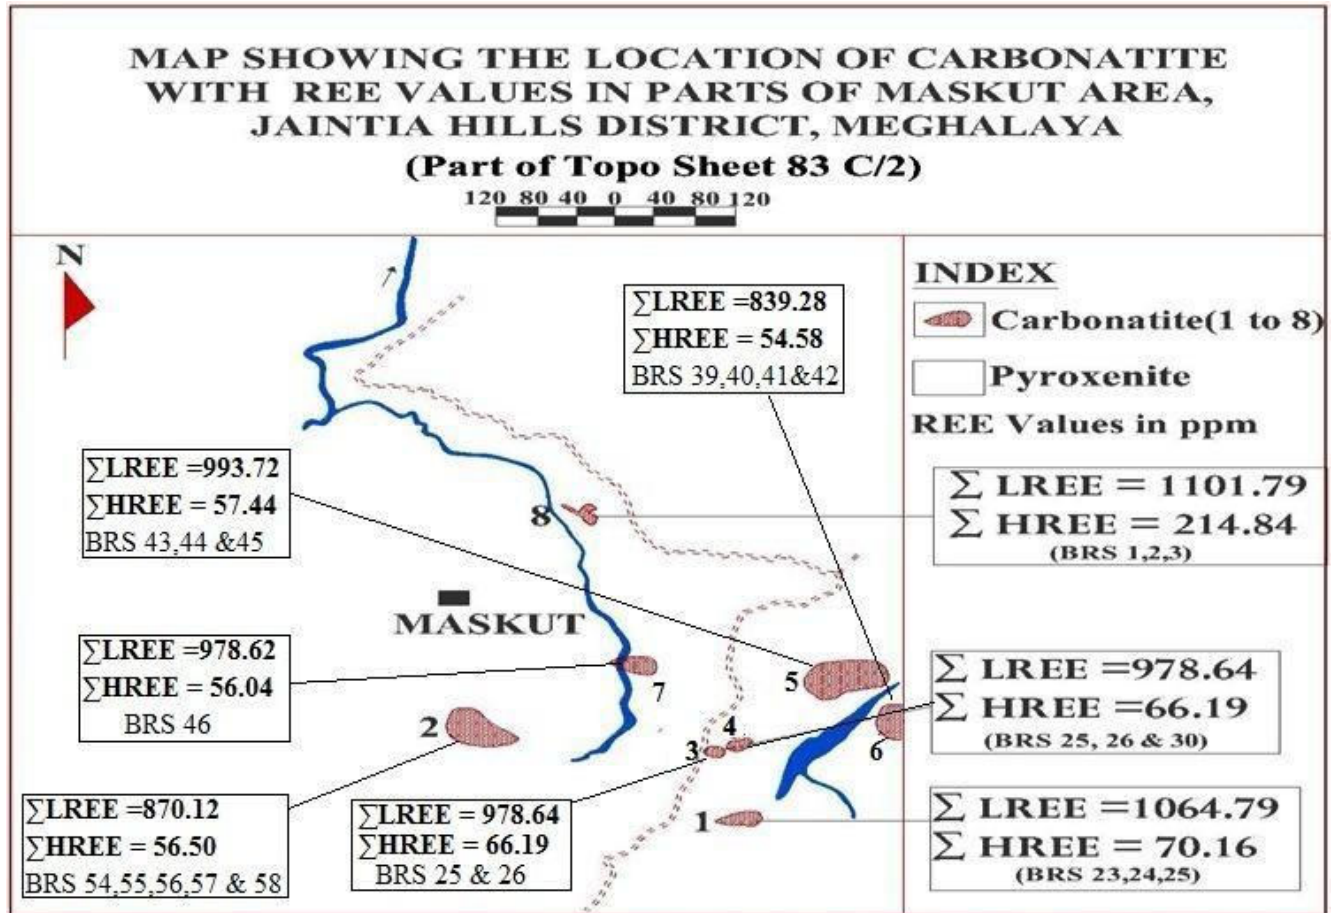 MAP SHOWING THE LOCATION OF CARBONATITE
WITH REE VALUES IN PARTS OF MASKUT AREA,
JAINTIA HILLS DISTRICT, MEGHALAYA
(Part of Topo Sheet 83 C/2)
120 80 40 0 40 80 120
N
INDEX
Carbonatite(1 to 8)
Pyroxenite
REE Values in ppm
∑LREE =839.28
∑HREE = 54.58
BRS 39,40,41&42
∑LREE =993.72
∑HREE = 57.44
BRS 43,44 &45
8
∑ LREE = 1101.79
∑ HREE = 214.84
(BRS 1,2,3)
MASKUT
∑LREE =978.62
∑HREE = 56.04
BRS 46
7
5
2
4
3
6
∑ LREE =978.64
∑ HREE =66.19
(BRS 25, 26 & 30)
∑LREE =870.12
∑HREE = 56.50
BRS 54,55,56,57 & 58
∑LREE = 978.64
∑HREE = 66.19
BRS 25 & 26
1
∑ LREE =1064.79
∑ HREE = 70.16
(BRS 23,24,25)